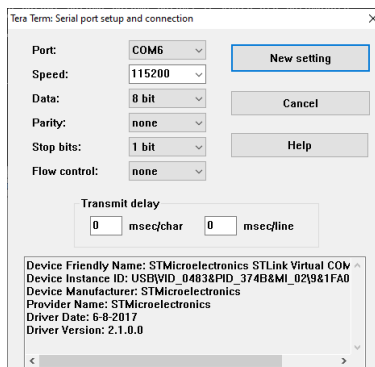 Tera Term: Serial port setup and connection
Port: COM6 New setting
Speed: 115200
Data: 8 bit Cancel
Parity: none
Stop bits: 1 bit Help
Flow control: none
Transmit delay
0 msec/char 0 msec/line
Device Friendly Name: STMicroelectronics STLink Virtual COM
Device Instance ID: USB\VID_0483&PID_374B&MI_02\9&1FA0
Device Manufacturer: STMicroelectronics
Provider Name: STMicroelectronics
Driver Date: 6-8-2017
Driver Version: 2.1.0.0